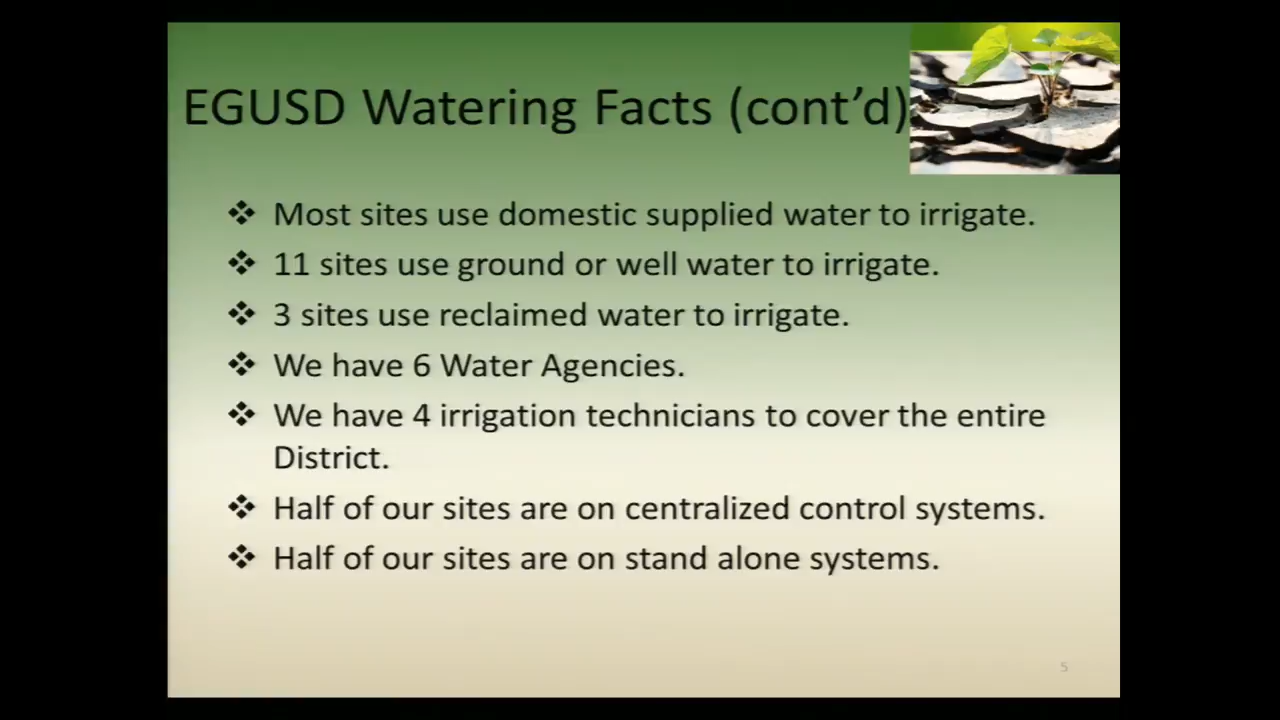 EGUSD Watering Facts (cont’d)
❖ Most sites use domestic supplied water to irrigate.
❖ 11 sites use ground or well water to irrigate.
❖ 3 sites use reclaimed water to irrigate.
❖ We have 6 Water Agencies.
❖ We have 4 irrigation technicians to cover the entire
District.
❖ Half of our sites are on centralized control systems.
❖ Half of our sites are on stand alone systems.
5